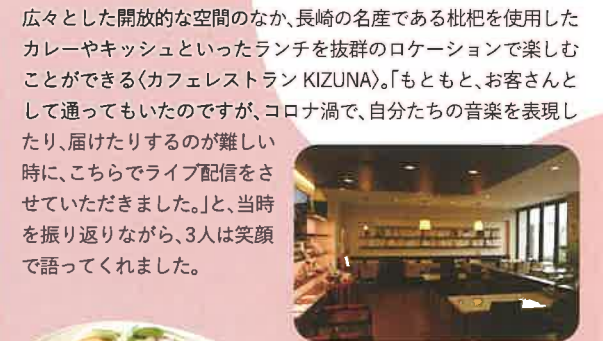 広々とした開放的な空間のなか、長崎の名産である枇杷を使用した
カレーやキッシュといったランチを抜群のロケーションで楽しむ
ことができる〈カフェレストラン KIZUNA〉。「もともと、お客さんと
して通ってもいたのですが、コロナ渦で、自分たちの音楽を表現し
たり、届けたりするのが難しい
時に、こちらでライブ配信をさ
せていただきました。」と、当時
を振り返りながら、3人は笑顔
で語ってくれました。